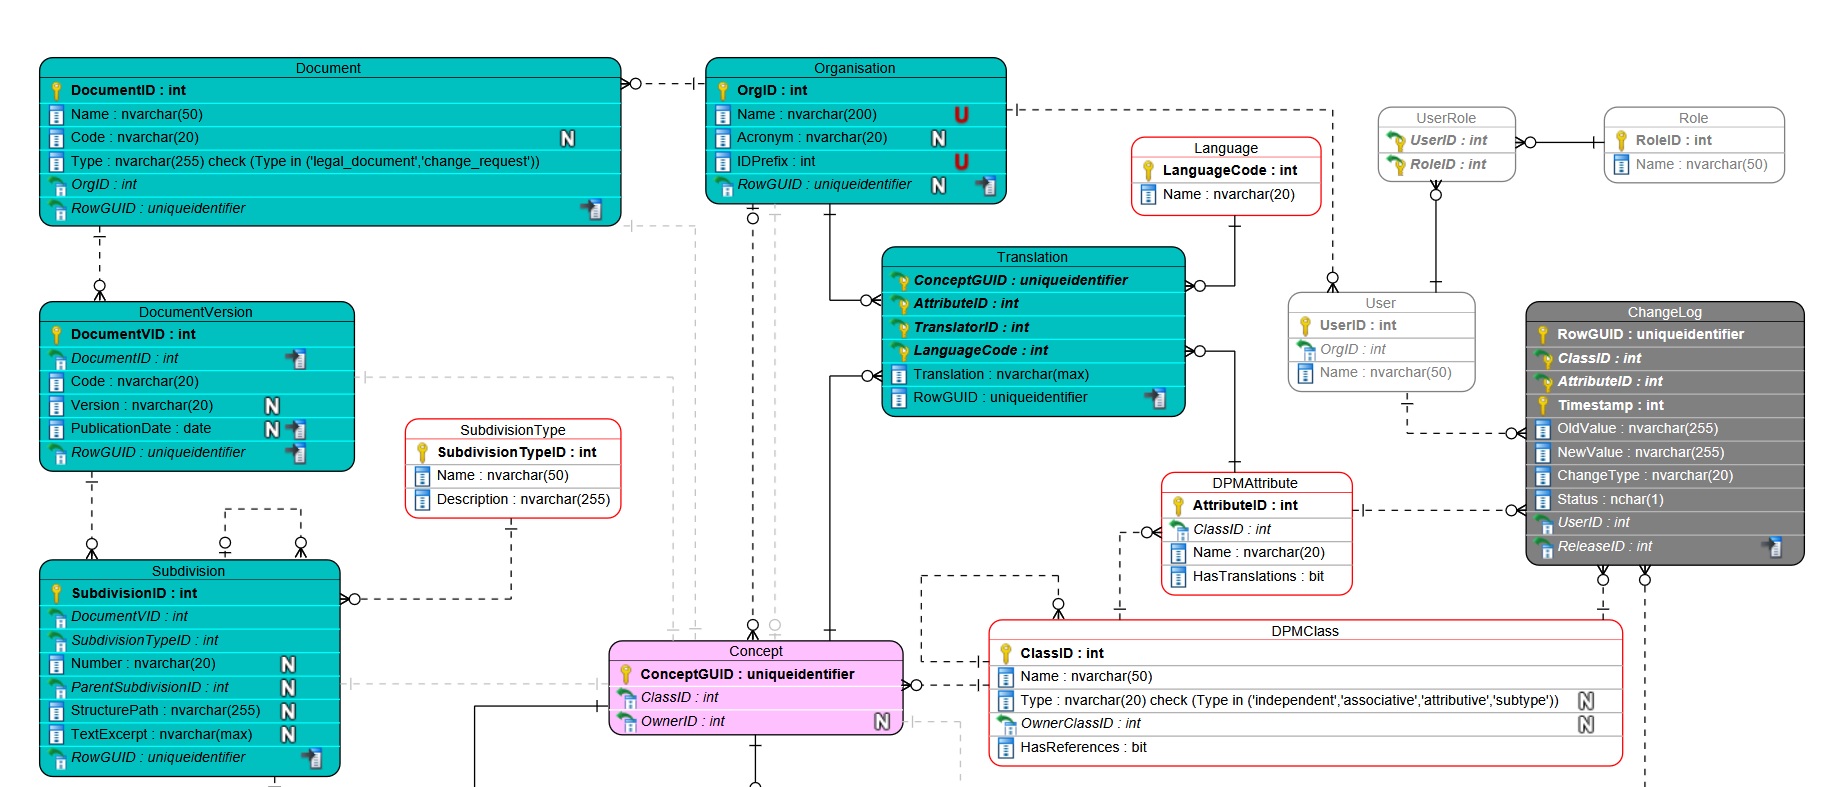 Document
DocumentID : int
Name : nvarchar(50)
Code : nvarchar(20)
N
Type : nvarchar(255) check (Type in ('legal_document','change_request'))
OrgID : int
RowGUID : uniqueidentifier
Organisation
OrgID : int
Name : nvarchar(200)
U
Acronym : nvarchar(20)
N
IDPrefix : int
U
RowGUID : uniqueidentifier
N
Language
LanguageCode : int
Name : nvarchar(20)
UserRole
UserID : int
RoleID : int
Role
RoleID : int
Name : nvarchar(50)
Translation
ConceptGUID : uniqueidentifier
AttributeID : int
TranslatorID : int
LanguageCode : int
Translation : nvarchar(max)
RowGUID : uniqueidentifier
User
UserID : int
OrgID : int
Name : nvarchar(50)
ChangeLog
RowGUID : uniqueidentifier
ClassID : int
AttributeID : int
Timestamp : int
OldValue : nvarchar(255)
NewValue : nvarchar(255)
ChangeType : nvarchar(20)
Status : nchar(1)
UserID : int
ReleaseID : int
DocumentVersion
DocumentVID : int
DocumentID : int
Code : nvarchar(20)
Version : nvarchar(20)
N
PublicationDate : date
N
RowGUID : uniqueidentifier
SubdivisionType
SubdivisionTypeID : int
Name : nvarchar(50)
Description : nvarchar(255)
DPMAttribute
AttributeID : int
ClassID : int
Name : nvarchar(20)
HasTranslations : bit
Subdivision
SubdivisionID : int
DocumentVID : int
SubdivisionTypeID : int
Number : nvarchar(20)
N
ParentSubdivisionID : int
N
StructurePath : nvarchar(255)
N
TextExcerpt : nvarchar(max)
N
RowGUID : uniqueidentifier
Concept
ConceptGUID : uniqueidentifier
ClassID : int
OwnerID : int
N
DPMClass
ClassID : int
Name : nvarchar(50)
Type : nvarchar(20) check (Type in ('independent','associative','attributive','subtype'))
N
OwnerClassID : int
N
HasReferences : bit